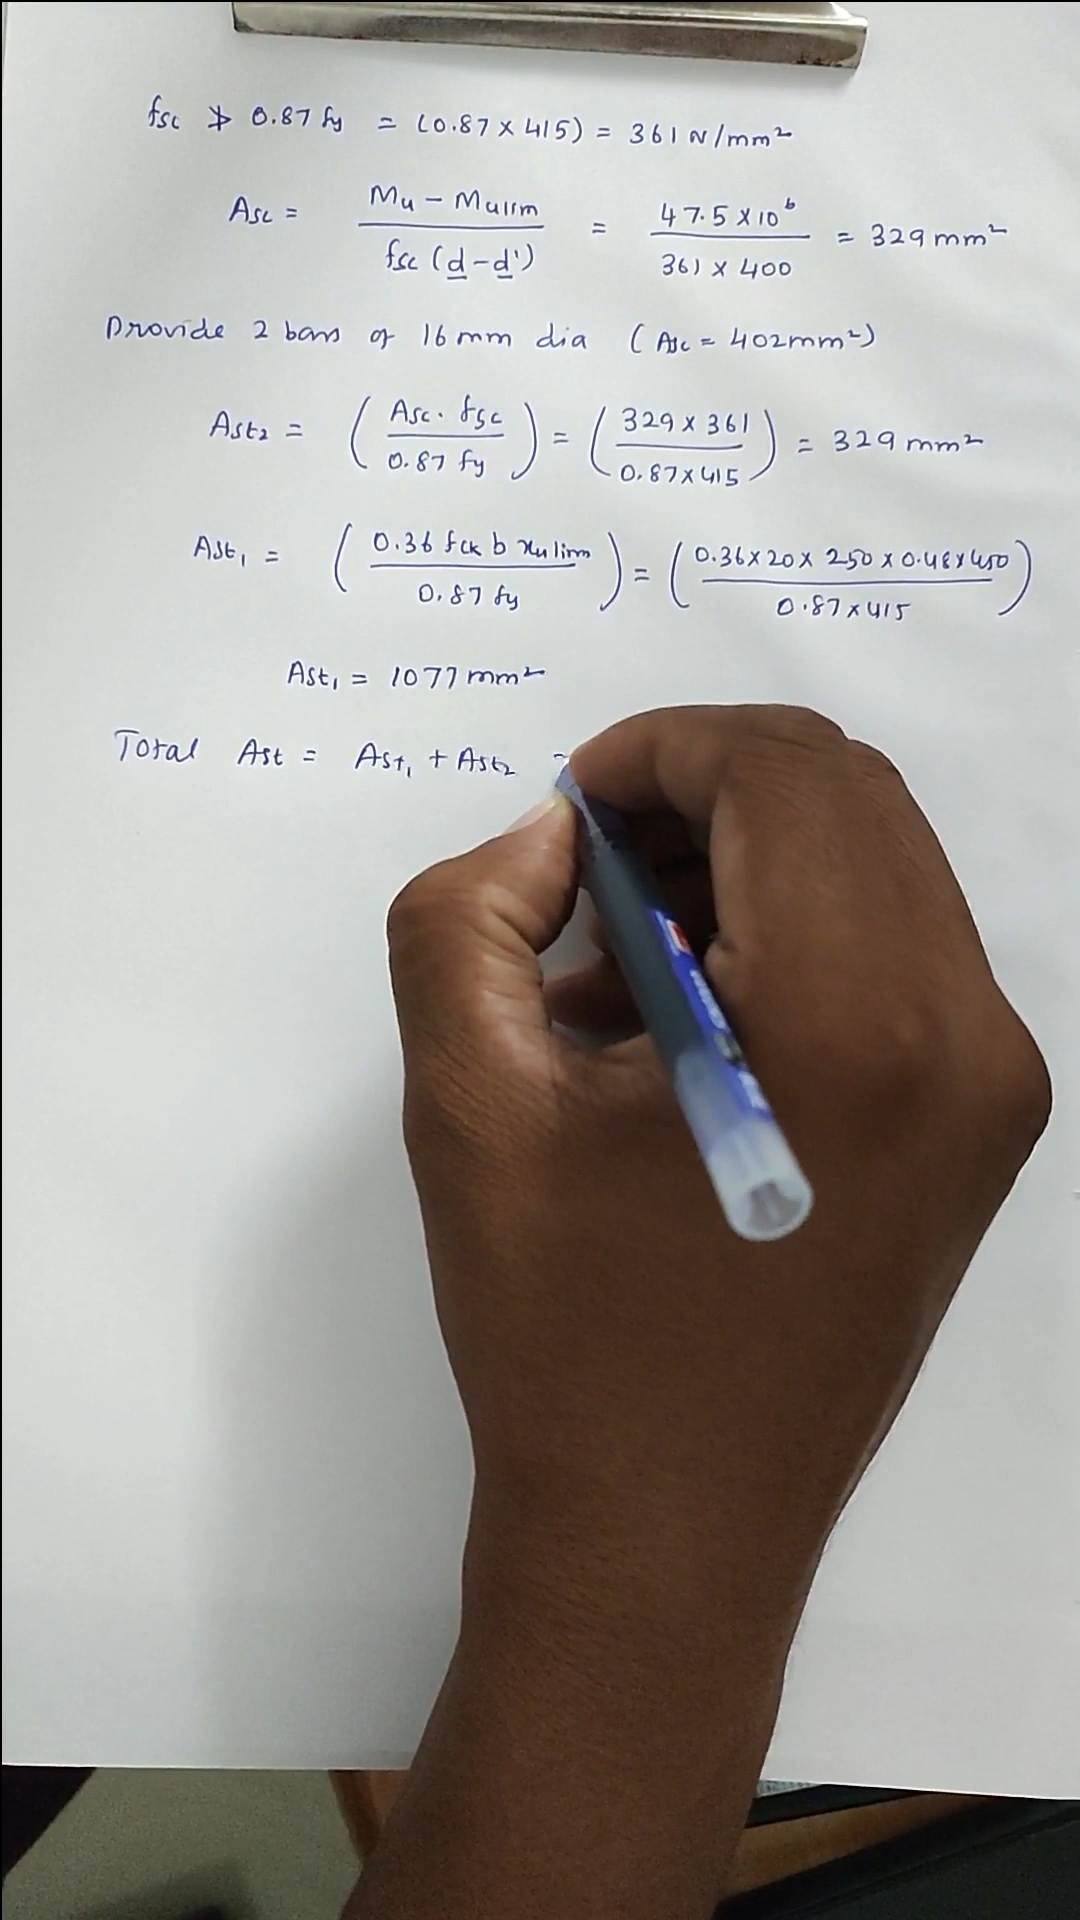 fsc ≯ 0.87 fy = (0.87 × 415) = 361 N/mm²
Asc = (Mu - Mulim) / (fsc (d-d')) = (47.5 × 10⁶) / (361 × 400) = 329 mm²
Provide 2 bars of 16 mm dia (Asc = 402mm²)
Ast₂ = (Asc. fsc / 0.87 fy) = (329 × 361 / 0.87×415) = 329 mm²
Ast₁ = (0.36 fck b xulim / 0.87 fy) = (0.36 × 20 × 250 × 0.48 × 450 / 0.87 × 415)
Ast₁ = 1077 mm²
Total Ast = Ast₁ + Ast₂ =